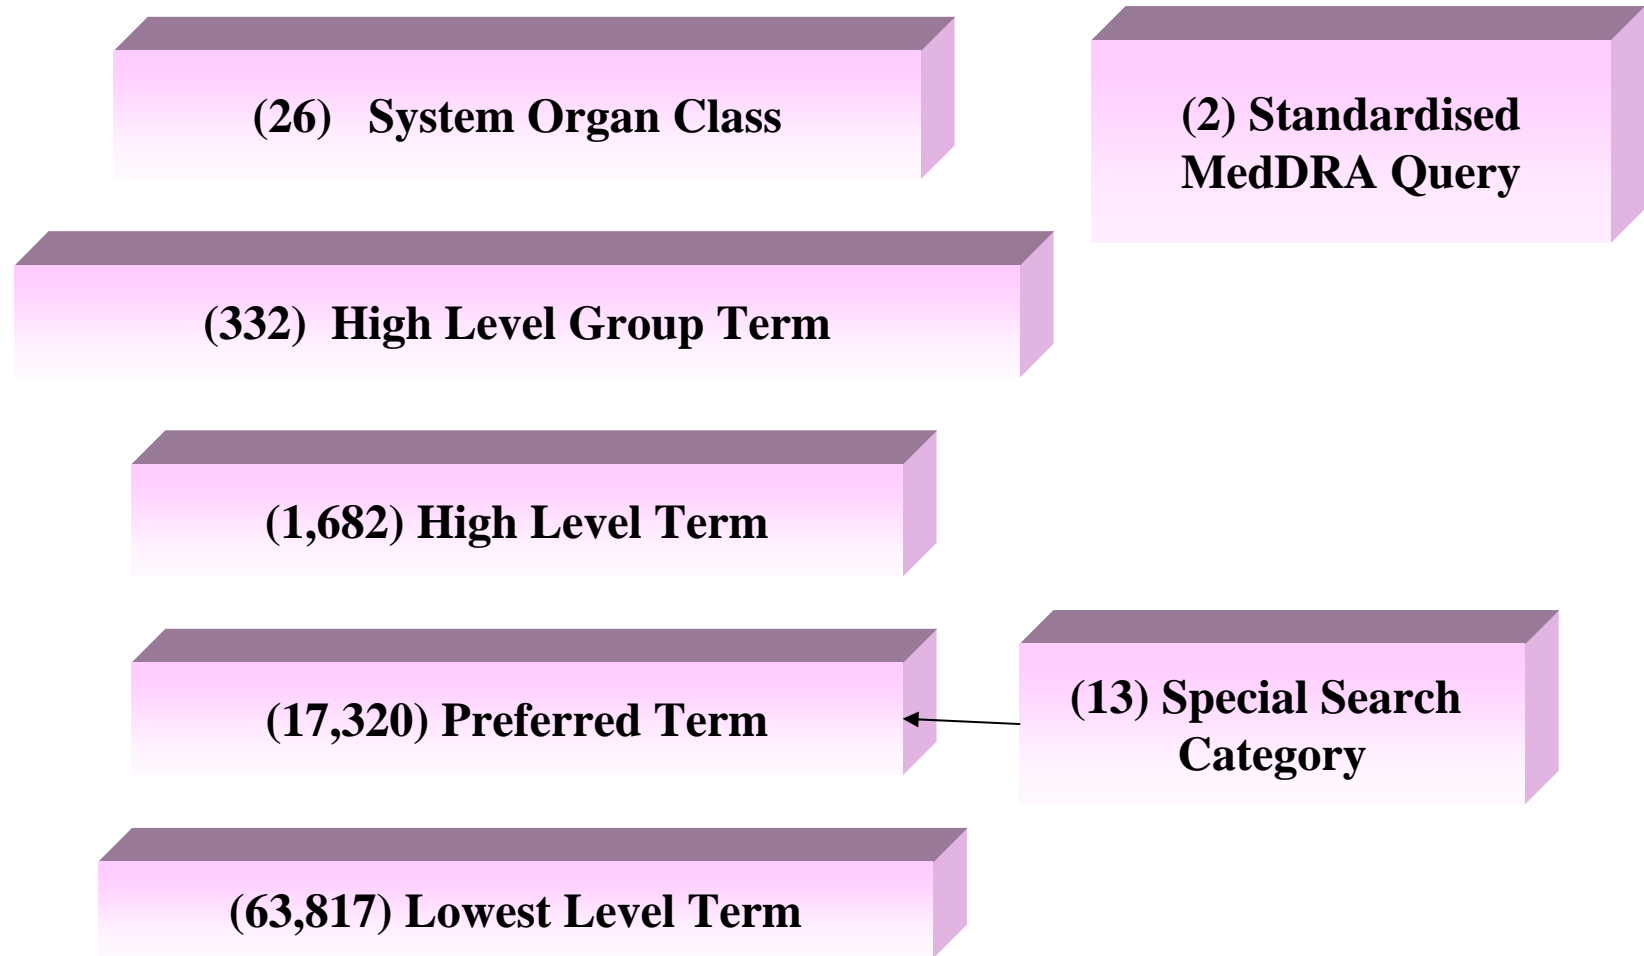 (26) System Organ Class
(2) Standardised
MedDRA Query
(332) High Level Group Term
(1,682) High Level Term
(17,320) Preferred Term
(13) Special Search
Category
(63,817) Lowest Level Term